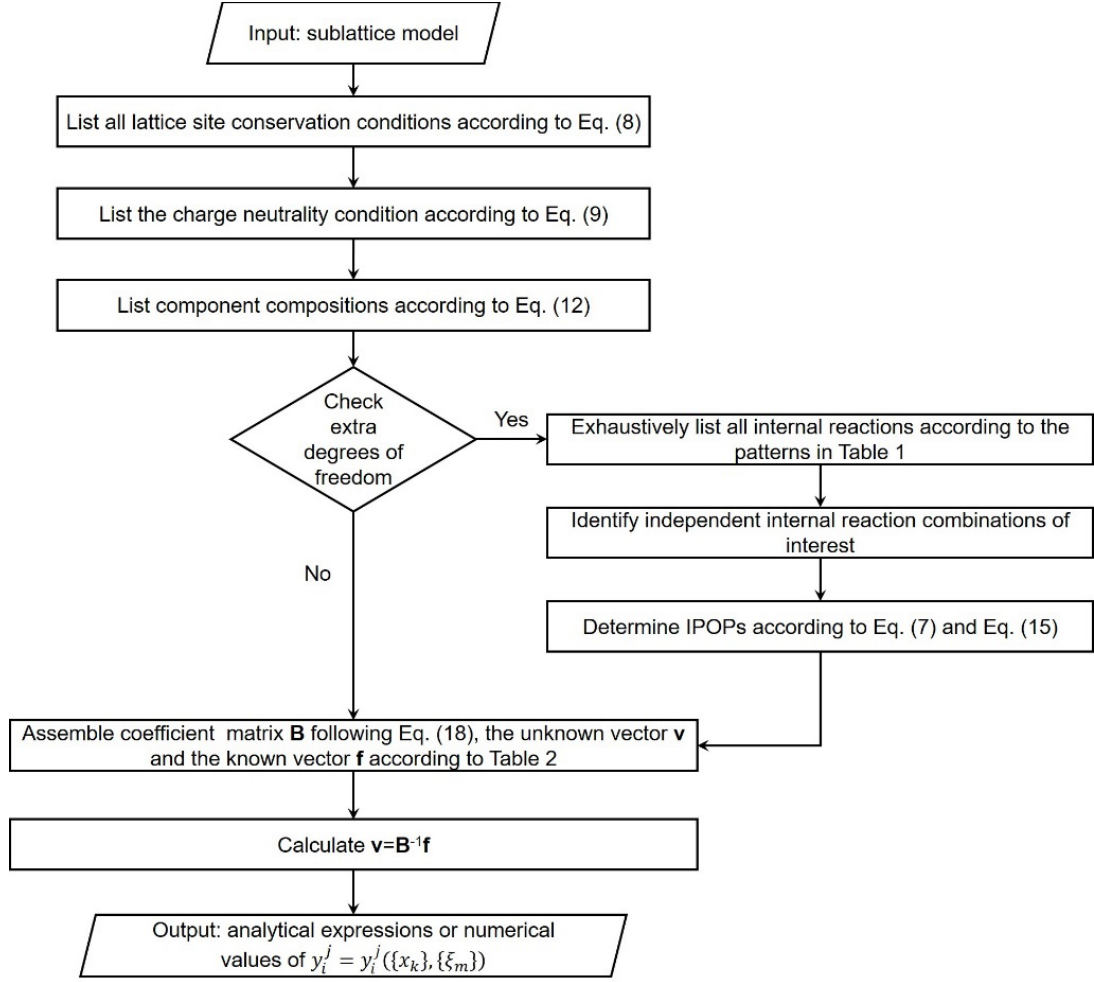 Input: sublattice model
List all lattice site conservation conditions according to Eq. (8)
List the charge neutrality condition according to Eq. (9)
List component compositions according to Eq. (12)
Check
extra
degrees of
freedom
Yes
No
Exhaustively list all internal reactions according to the
patterns in Table 1
Identify independent internal reaction combinations of
interest
Determine IPOPs according to Eq. (7) and Eq. (15)
Assemble coefficient matrix B following Eq. (18), the unknown vector v
and the known vector f according to Table 2
Calculate v=B⁻¹f
Output: analytical expressions or numerical
values of yᵢʲ = yᵢʲ({xₖ},{ξₘ})